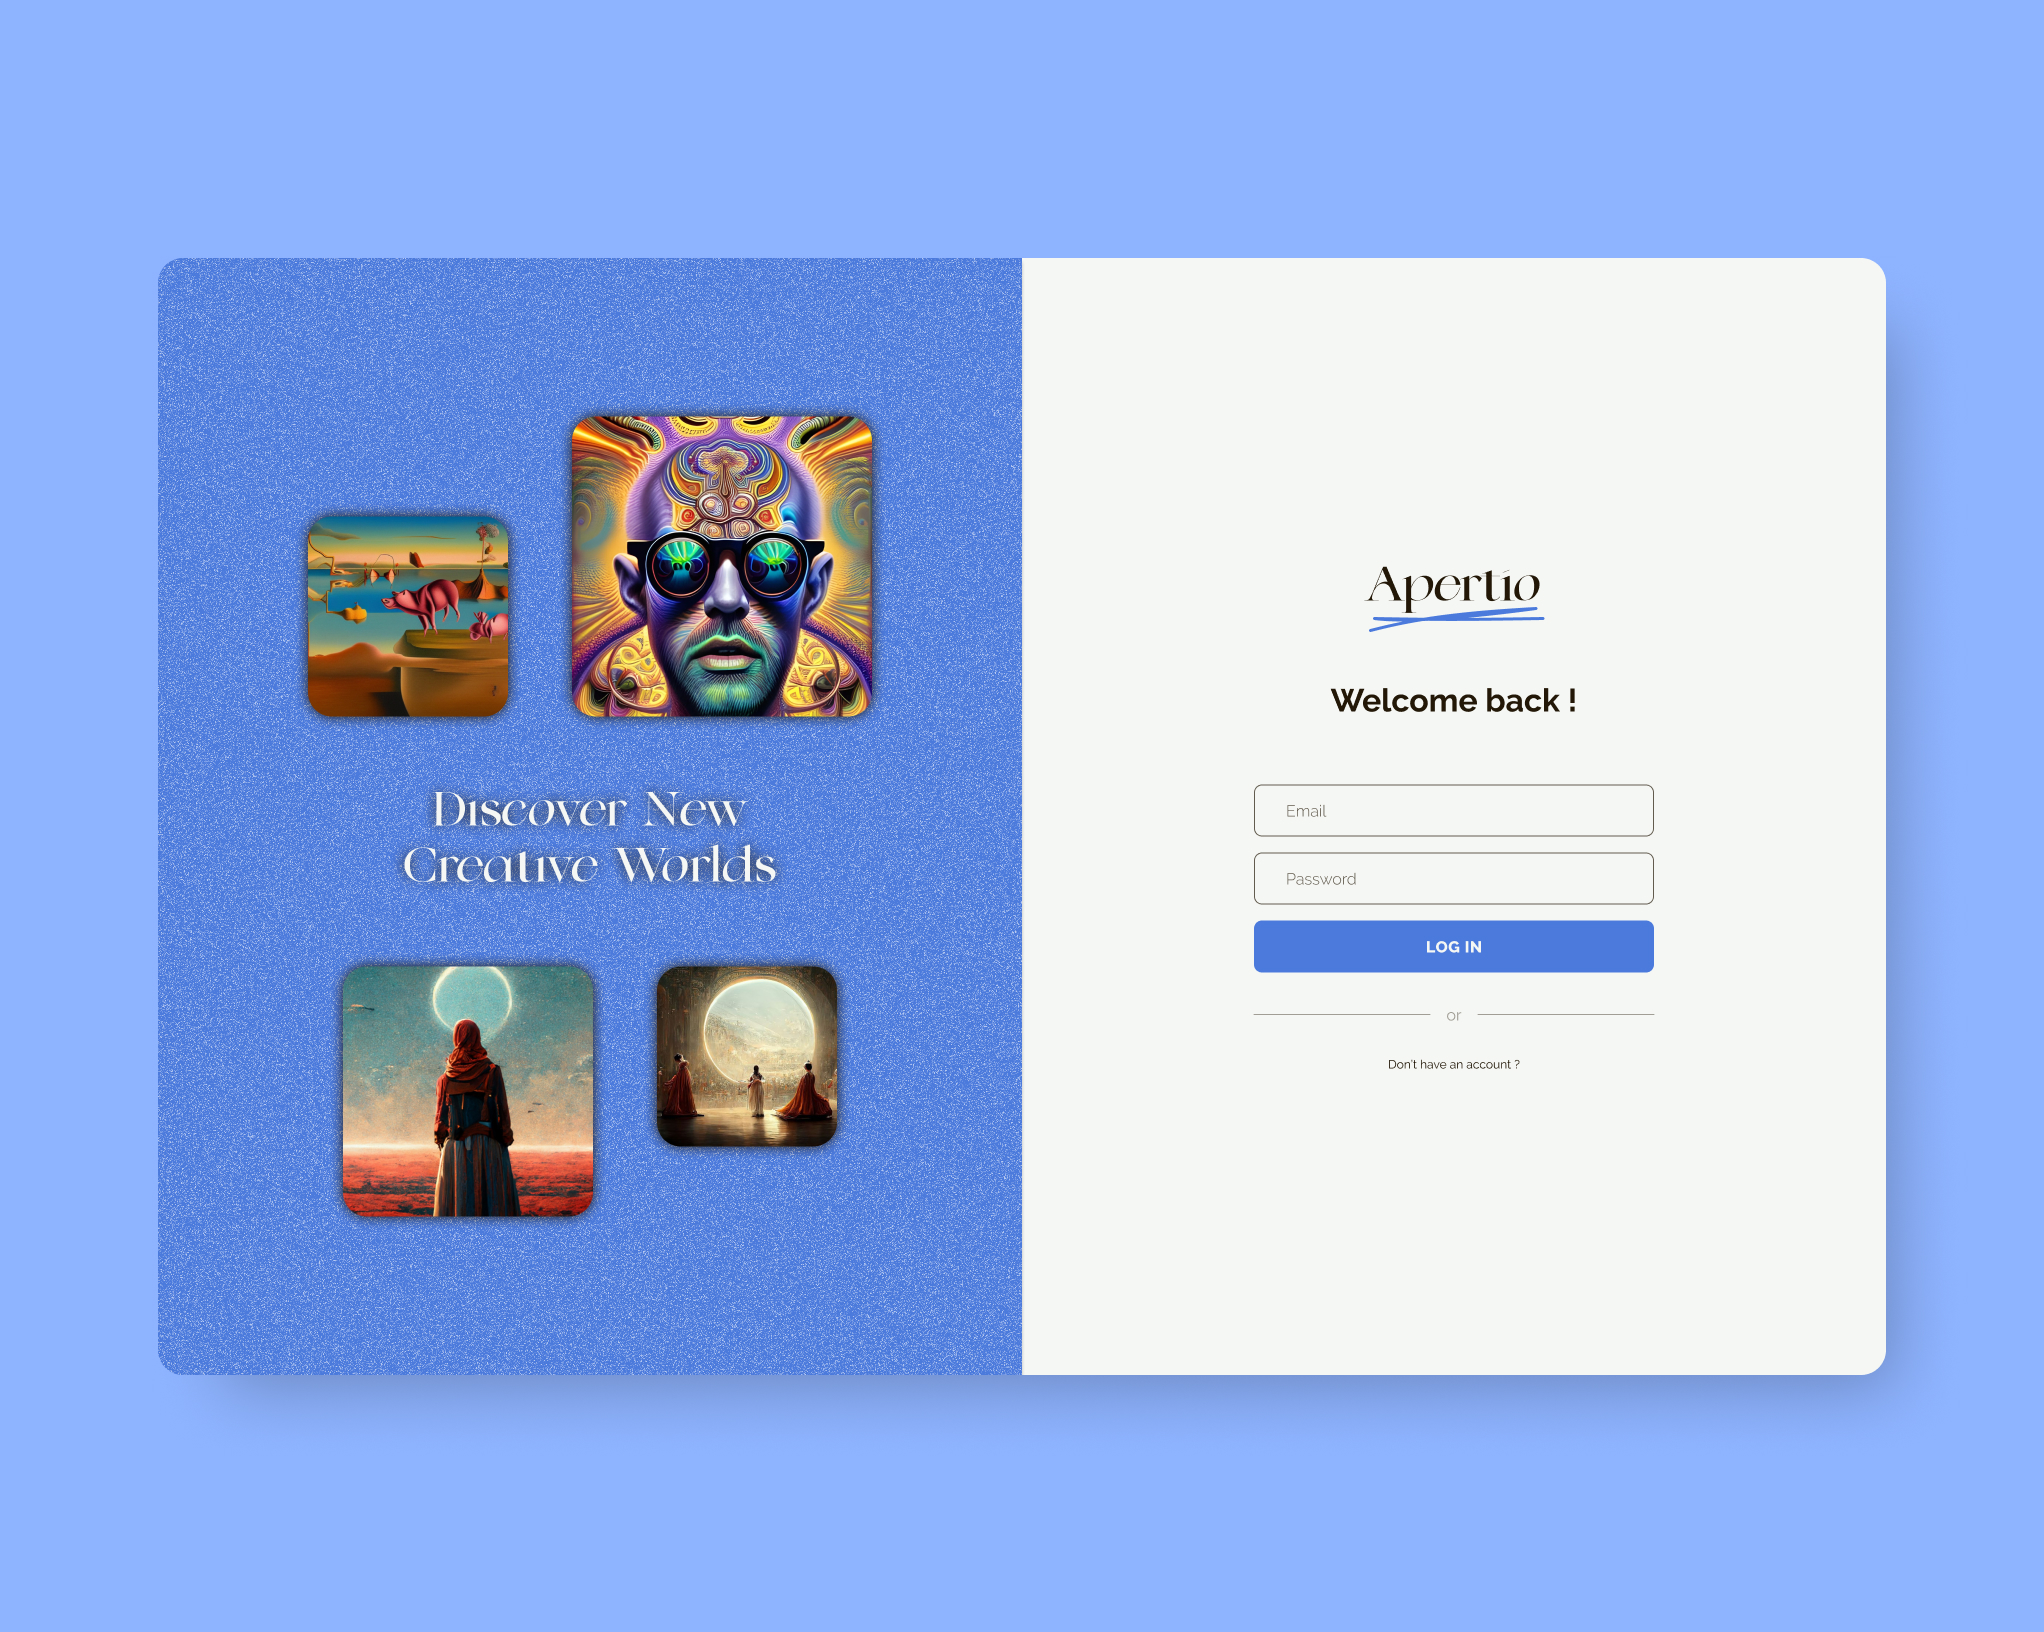 Discover New
Creative Worlds
Apertio
Welcome back !
Email
Password
LOG IN
or
Don't have an account ?